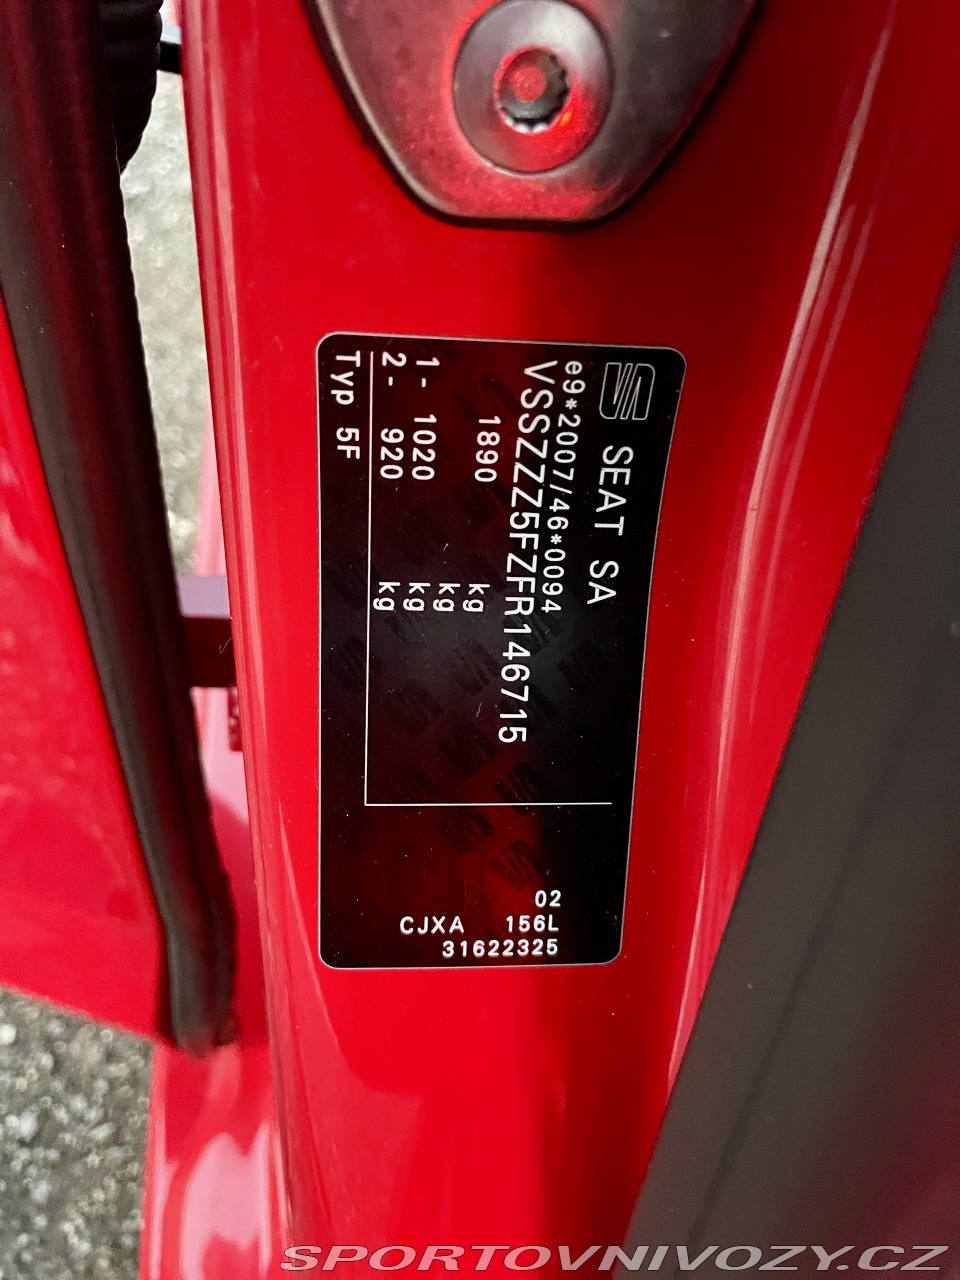 SEAT SA
e9*2007/46*0094
VSSZZZ5FZFR146715
1890 kg
kg
1- 1020 kg
2- 920 kg
Typ 5F
02
CJXA 156L
31622325
SPORTOVNIVOZY.CZ